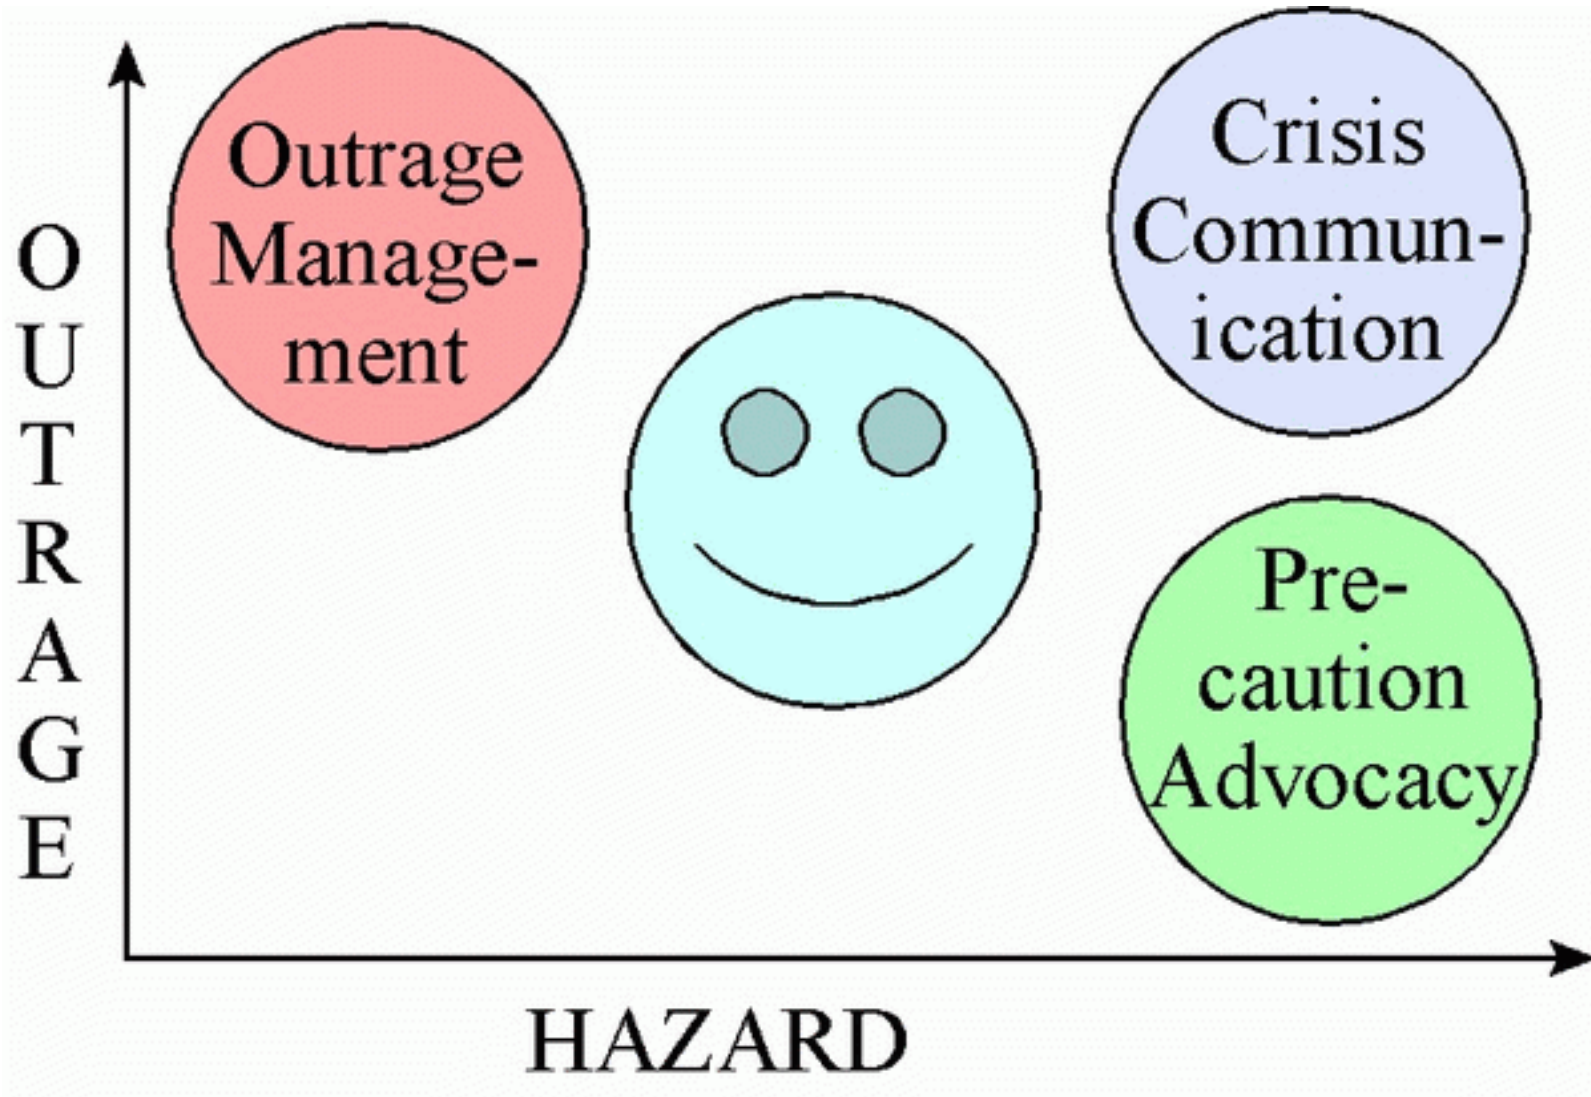 OUTRAGE
Outrage
Manage-
ment
Crisis
Commun-
ication
Pre-
caution
Advocacy
HAZARD